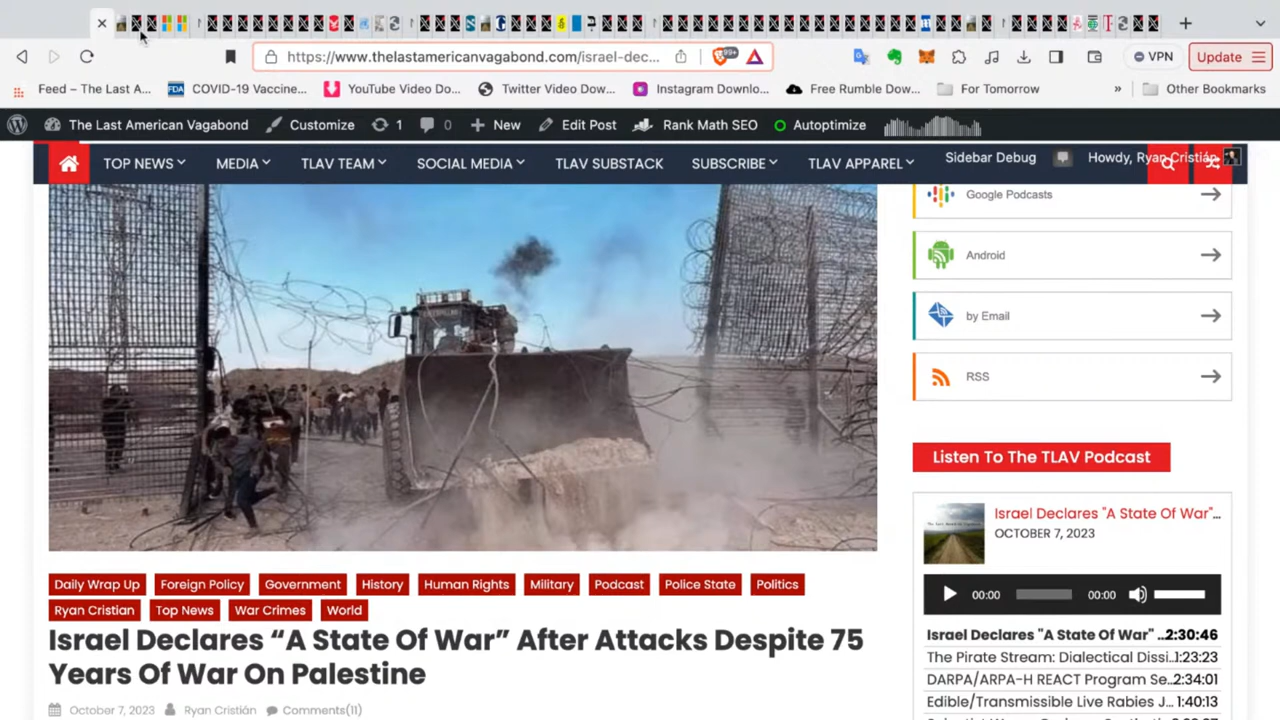 https://www.thelastamericanvagabond.com/israel-dec...
99+
VPN
Update
Feed – The Last A...
COVID-19 Vaccine...
YouTube Video Do...
Twitter Video Dow...
Instagram Downlo...
Free Rumble Dow...
For Tomorrow
»
Other Bookmarks
The Last American Vagabond
Customize
1
0
New
Edit Post
Rank Math SEO
Autoptimize
TOP NEWS
MEDIA
TLAV TEAM
SOCIAL MEDIA
TLAV SUBSTACK
SUBSCRIBE
TLAV APPAREL
Sidebar Debug
Howdy, Ryan Cristián
Google Podcasts
Android
by Email
RSS
Listen To The TLAV Podcast
Israel Declares "A State Of War"...
OCTOBER 7, 2023
00:00
00:00
Israel Declares "A State Of War" ..2:30:46
The Pirate Stream: Dialectical Dissi..1:23:23
DARPA/ARPA-H REACT Program Se..2:34:01
Edible/Transmissible Live Rabies J... 1:40:13
Daily Wrap Up
Foreign Policy
Government
History
Human Rights
Military
Podcast
Police State
Politics
Ryan Cristian
Top News
War Crimes
World
Israel Declares “A State Of War” After Attacks Despite 75
Years Of War On Palestine
October 7, 2023
Ryan Cristián
Comments(11)